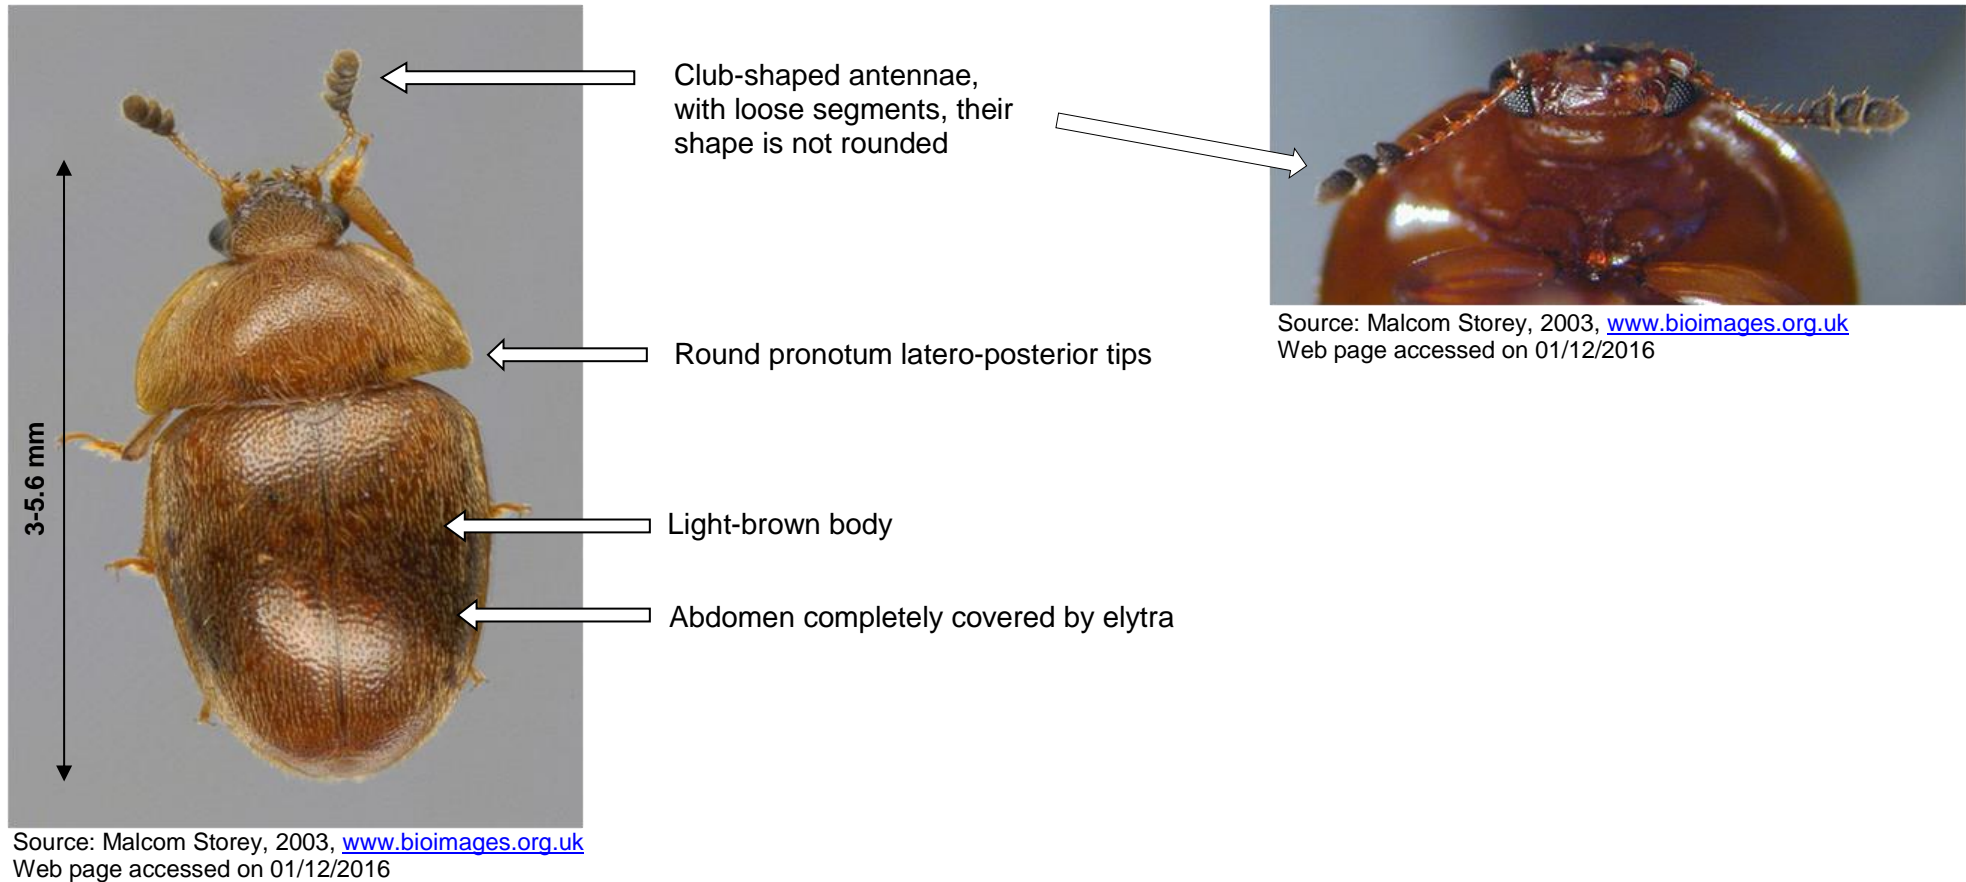 Club-shaped antennae,
with loose segments, their
shape is not rounded
Round pronotum latero-posterior tips
Light-brown body
Abdomen completely covered by elytra
3-5.6 mm
Source: Malcom Storey, 2003, www.bioimages.org.uk
Web page accessed on 01/12/2016
Source: Malcom Storey, 2003, www.bioimages.org.uk
Web page accessed on 01/12/2016